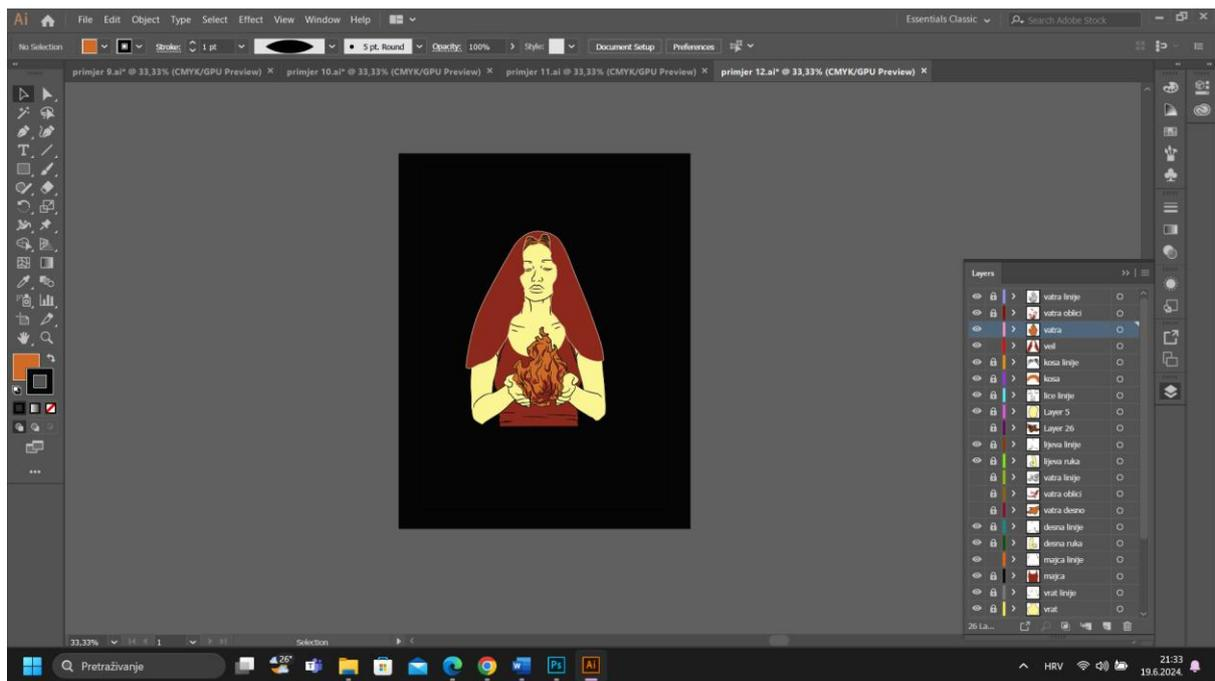 Ai File Edit Object Type Select Effect View Window Help Essentials Classic Search Adobe Stock
No Selection Stroke: 1 pt 5 pt. Round Opacity: 100% Style: Document Setup Preferences
primjer 9.ai* @ 33,33% (CMYK/GPU Preview) × primjer 10.ai* @ 33,33% (CMYK/GPU Preview) × primjer 11.ai @ 33,33% (CMYK/GPU Preview) × primjer 12.ai* @ 33,33% (CMYK/GPU Preview) ×
Layers
vatra linije
vatra oblici
vatra
veil
kosa linije
kosa
lice linije
Layer 5
Layer 26
lijeva linije
lijeva ruka
vatra linije
vatra oblici
vatra desno
desna linije
desna ruka
majca linije
majca
vrat linije
vrat
26 La...
33,33% 1 Selection
Pretraživanje 26° Ps Ai HRV 21:33
19.6.2024.